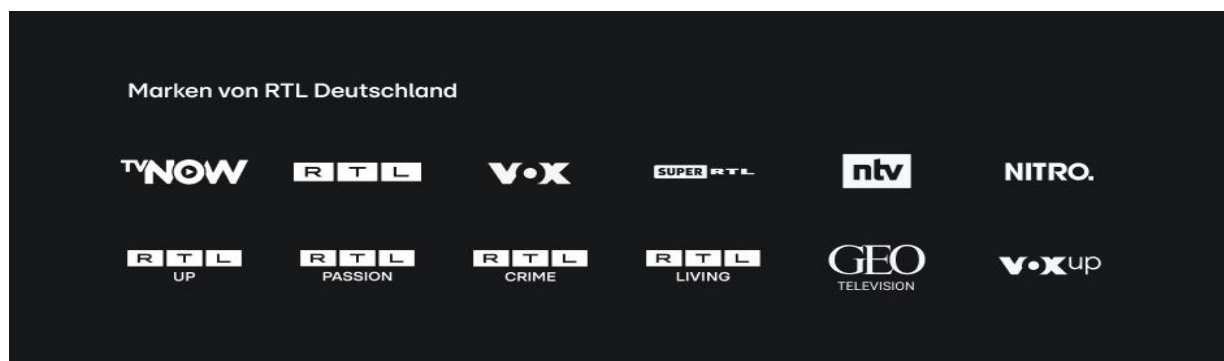 Marken von RTL Deutschland
TVNOW RTL VOX SUPER RTL ntv NITRO.
RTL UP RTL PASSION RTL CRIME RTL LIVING GEO TELEVISION VOXup